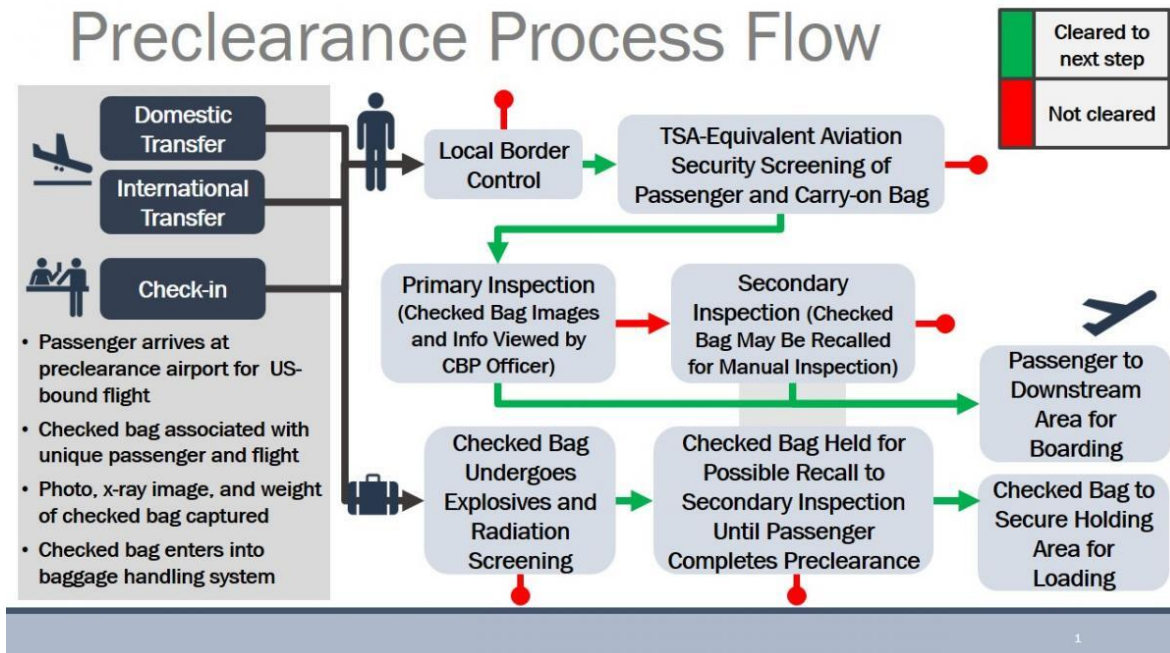 Preclearance Process Flow
Cleared to
next step
Not cleared
Domestic
Transfer
International
Transfer
Check-in
• Passenger arrives at
preclearance airport for US-
bound flight
• Checked bag associated with
unique passenger and flight
• Photo, x-ray image, and weight
of checked bag captured
• Checked bag enters into
baggage handling system
Local Border
Control
TSA-Equivalent Aviation
Security Screening of
Passenger and Carry-on Bag
Primary Inspection
(Checked Bag Images
and Info Viewed by
CBP Officer)
Secondary
Inspection (Checked
Bag May Be Recalled
for Manual Inspection)
Passenger to
Downstream
Area for
Boarding
Checked Bag
Undergoes
Explosives and
Radiation
Screening
Checked Bag Held for
Possible Recall to
Secondary Inspection
Until Passenger
Completes Preclearance
Checked Bag to
Secure Holding
Area for
Loading
1